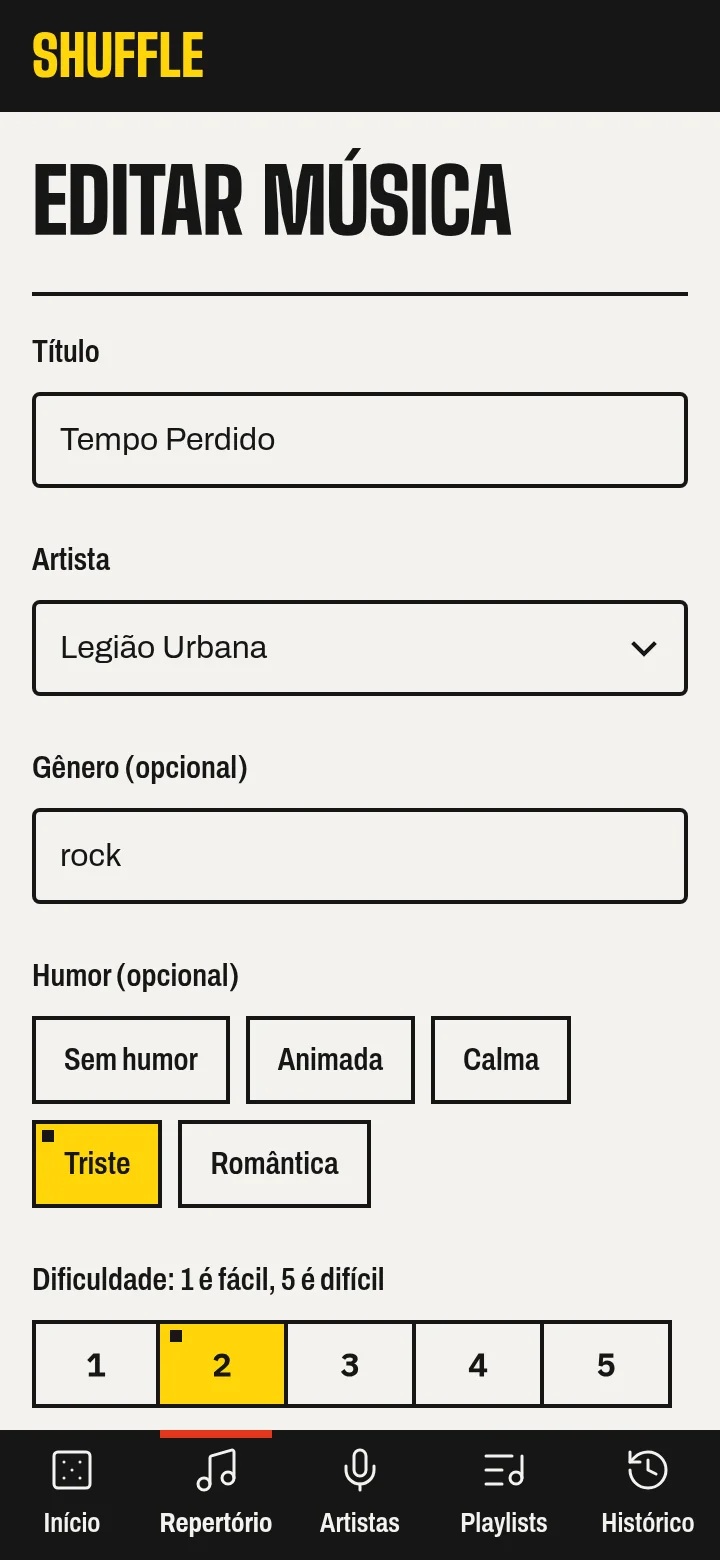 SHUFFLE
EDITAR MÚSICA
Título
Tempo Perdido
Artista
Legião Urbana
Gênero (opcional)
rock
Humor (opcional)
Sem humor Animada Calma
Triste Romântica
Dificuldade: 1 é fácil, 5 é difícil
1 2 3 4 5
Início Repertório Artistas Playlists Histórico